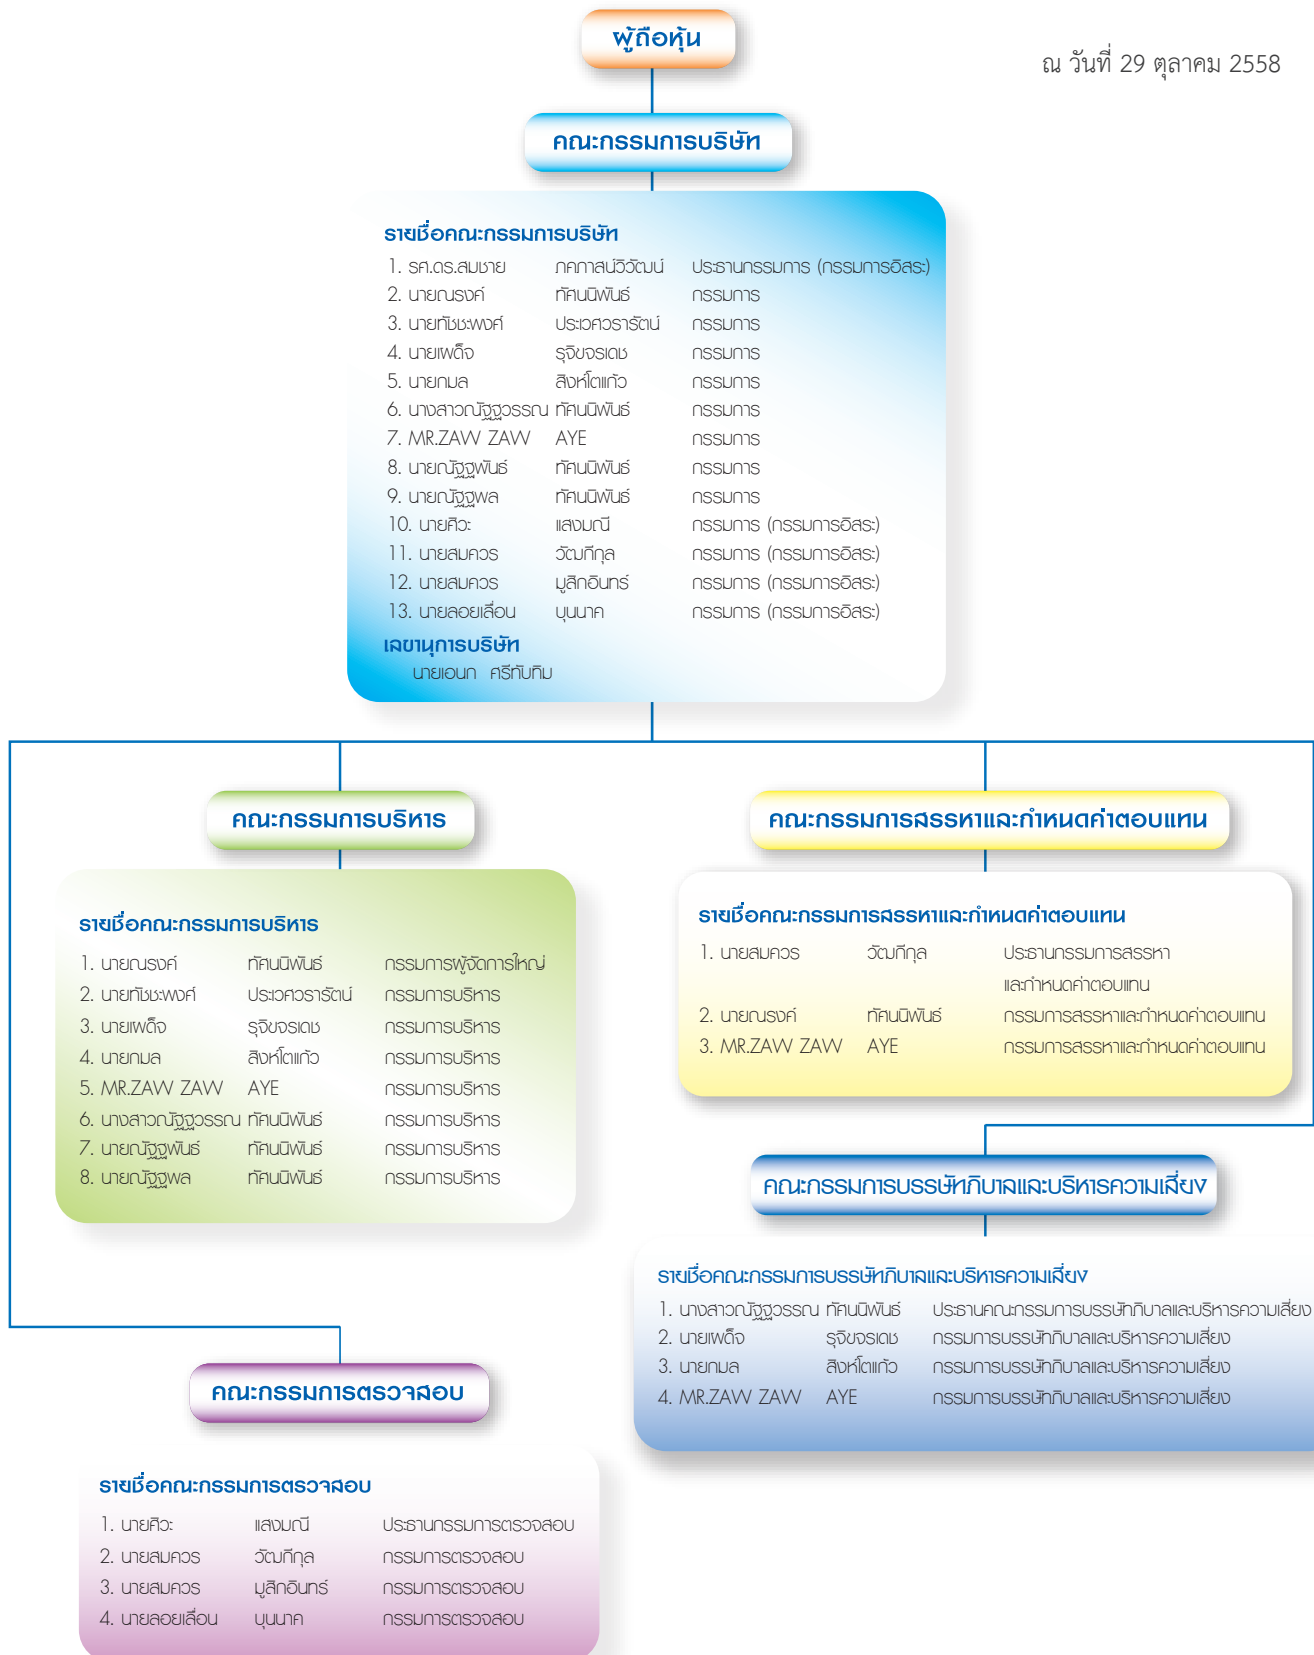 ผู้ถือหุ้น
ณ วันที่ 29 ตุลาคม 2558
คณะกรรมการบริษัท
รายชื่อคณะกรรมการบริษัท
1. รศ.ดร.สมชาย ภคภาสน์วิวัฒน์ ประธานกรรมการ (กรรมการอิสระ)
2. นายณรงค์ ทัศนนิพันธ์ กรรมการ
3. นายทัชชะพงศ์ ประเวศวรารัตน์ กรรมการ
4. นายเผด็จ รุจิขจรเดช กรรมการ
5. นายกมล สิงห์โตแก้ว กรรมการ
6. นางสาวณัฐฐวรรณ ทัศนนิพันธ์ กรรมการ
7. MR.ZAW ZAW AYE กรรมการ
8. นายณัฐฐพันธ์ ทัศนนิพันธ์ กรรมการ
9. นายณัฐฐพล ทัศนนิพันธ์ กรรมการ
10. นายศิวะ แสงมณี กรรมการ (กรรมการอิสระ)
11. นายสมควร วัฒกีกุล กรรมการ (กรรมการอิสระ)
12. นายสมควร มูสิกอินทร์ กรรมการ (กรรมการอิสระ)
13. นายลอยเลื่อน บุนนาค กรรมการ (กรรมการอิสระ)
เลขานุการบริษัท
นายเอนก ศรีทับทิม
คณะกรรมการบริหาร
รายชื่อคณะกรรมการบริหาร
1. นายณรงค์ ทัศนนิพันธ์ กรรมการผู้จัดการใหญ่
2. นายทัชชะพงศ์ ประเวศวรารัตน์ กรรมการบริหาร
3. นายเผด็จ รุจิขจรเดช กรรมการบริหาร
4. นายกมล สิงห์โตแก้ว กรรมการบริหาร
5. MR.ZAW ZAW AYE กรรมการบริหาร
6. นางสาวณัฐฐวรรณ ทัศนนิพันธ์ กรรมการบริหาร
7. นายณัฐฐพันธ์ ทัศนนิพันธ์ กรรมการบริหาร
8. นายณัฐฐพล ทัศนนิพันธ์ กรรมการบริหาร
คณะกรรมการสรรหาและกำหนดค่าตอบแทน
รายชื่อคณะกรรมการสรรหาและกำหนดค่าตอบแทน
1. นายสมควร วัฒกีกุล ประธานกรรมการสรรหา
และกำหนดค่าตอบแทน
2. นายณรงค์ ทัศนนิพันธ์ กรรมการสรรหาและกำหนดค่าตอบแทน
3. MR.ZAW ZAW AYE กรรมการสรรหาและกำหนดค่าตอบแทน
คณะกรรมการบรรษัทภิบาลและบริหารความเสี่ยง
รายชื่อคณะกรรมการบรรษัทภิบาลและบริหารความเสี่ยง
1. นางสาวณัฐฐวรรณ ทัศนนิพันธ์ ประธานคณะกรรมการบรรษัทภิบาลและบริหารความเสี่ยง
2. นายเผด็จ รุจิขจรเดช กรรมการบรรษัทภิบาลและบริหารความเสี่ยง
3. นายกมล สิงห์โตแก้ว กรรมการบรรษัทภิบาลและบริหารความเสี่ยง
4. MR.ZAW ZAW AYE กรรมการบรรษัทภิบาลและบริหารความเสี่ยง
คณะกรรมการตรวจสอบ
รายชื่อคณะกรรมการตรวจสอบ
1. นายศิวะ แสงมณี ประธานกรรมการตรวจสอบ
2. นายสมควร วัฒกีกุล กรรมการตรวจสอบ
3. นายสมควร มูสิกอินทร์ กรรมการตรวจสอบ
4. นายลอยเลื่อน บุนนาค กรรมการตรวจสอบ